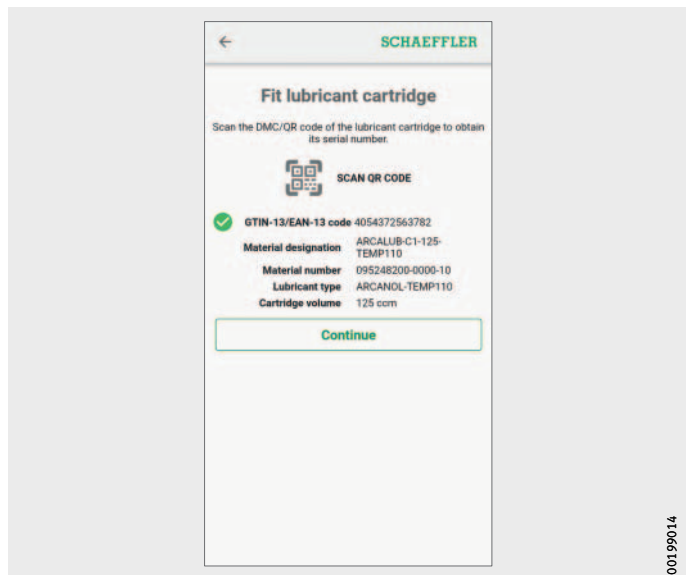 SCHAEFFLER
Fit lubricant cartridge
Scan the DMC/QR code of the lubricant cartridge to obtain
its serial number.
SCAN QR CODE
GTIN-13/EAN-13 code 4054372563782
Material designation ARCALUB-C1-125-
TEMP110
Material number 095248200-0000-10
Lubricant type ARCANOL-TEMP110
Cartridge volume 125 ccm
Continue
00199014